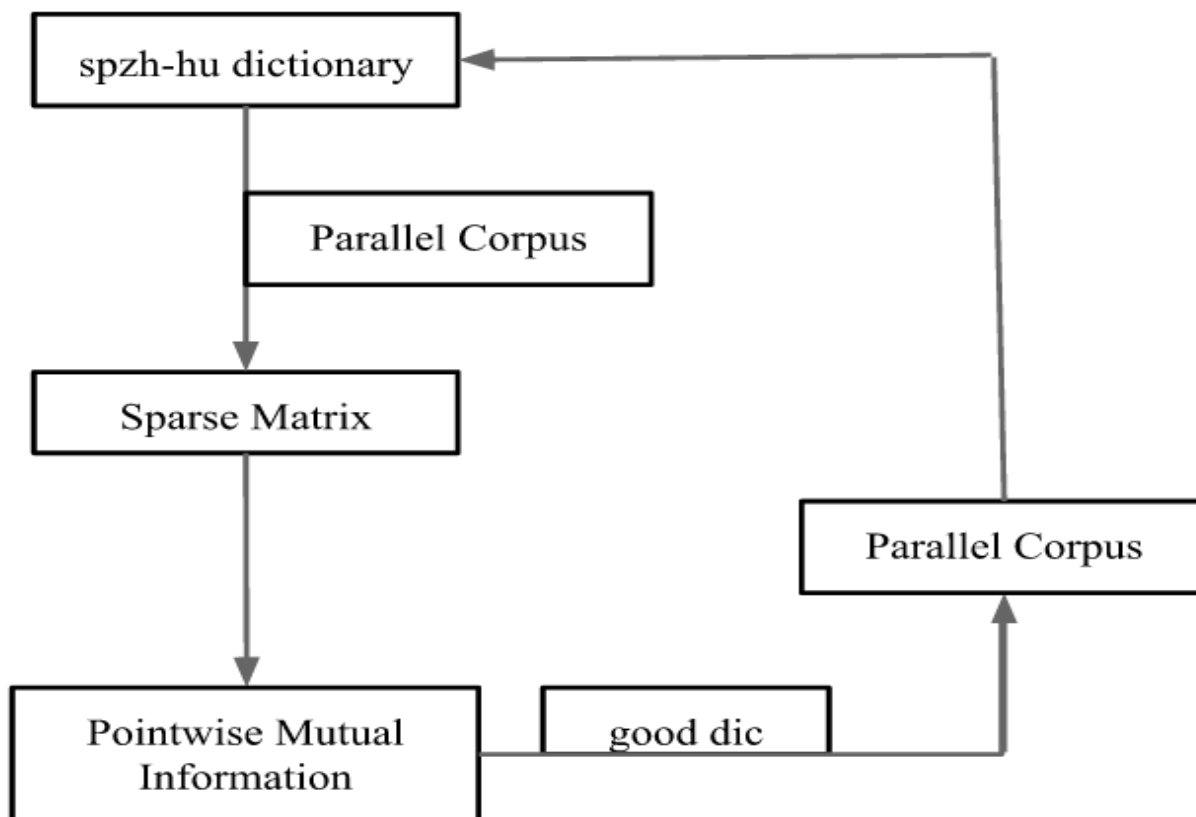 spzh-hu dictionary
Parallel Corpus
Sparse Matrix
Parallel Corpus
Pointwise Mutual
Information
good dic